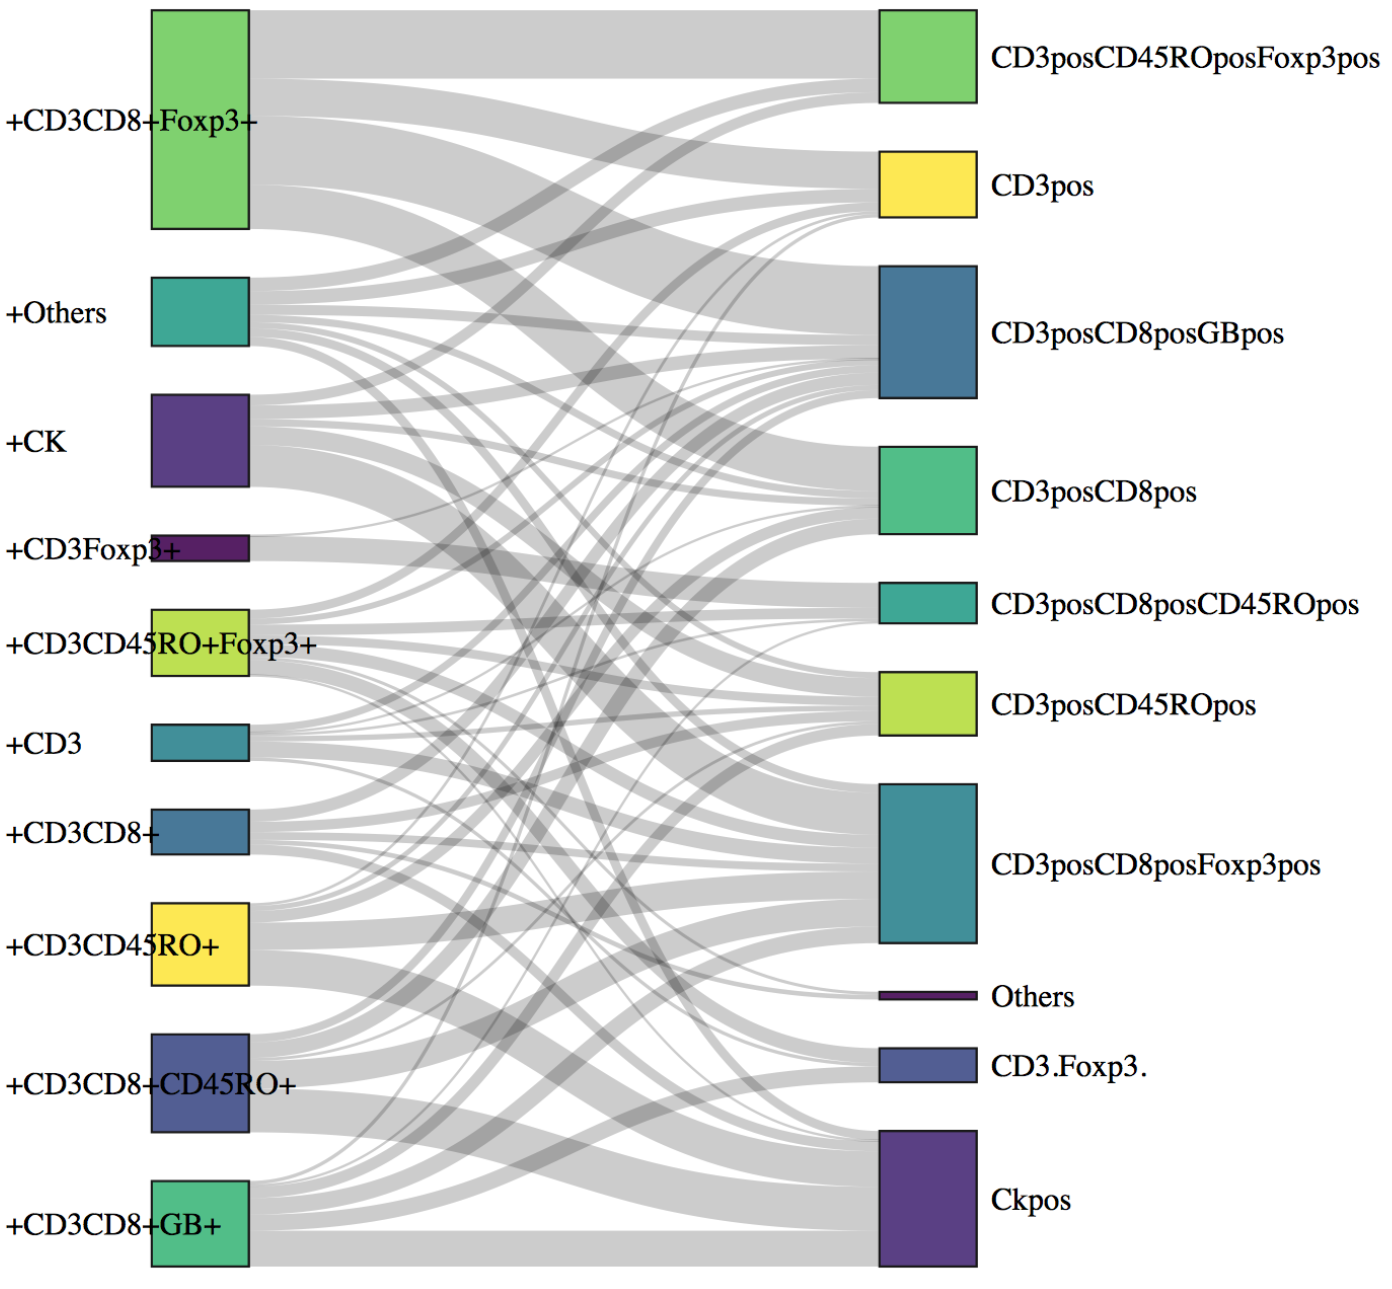 +CD3CD8+Foxp3+
+Others
+CK
+CD3Foxp3+
+CD3CD45RO+Foxp3+
+CD3
+CD3CD8+
+CD3CD45RO+
+CD3CD8+CD45RO+
+CD3CD8+GB+
CD3posCD45ROposFoxp3pos
CD3pos
CD3posCD8posGBpos
CD3posCD8pos
CD3posCD8posCD45ROpos
CD3posCD45ROpos
CD3posCD8posFoxp3pos
Others
CD3.Foxp3.
Ckpos